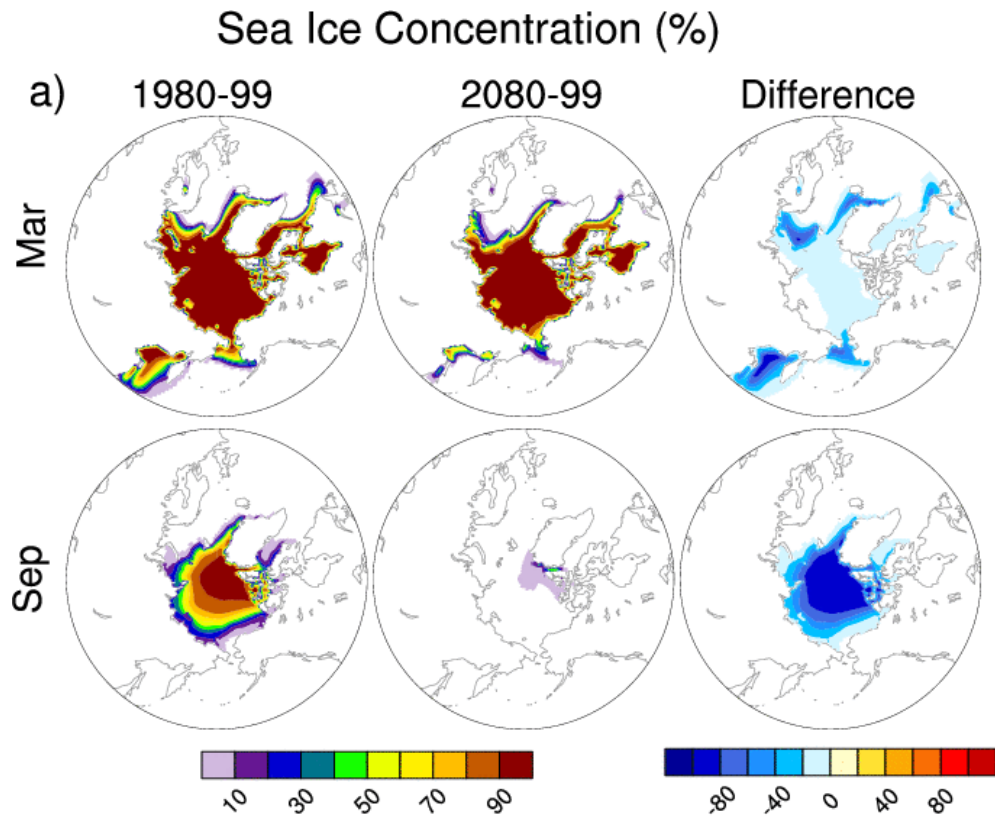 Sea Ice Concentration (%)
a)
1980-99
2080-99
Difference
Mar
Sep
10 30 50 70 90
-80 -40 0 40 80